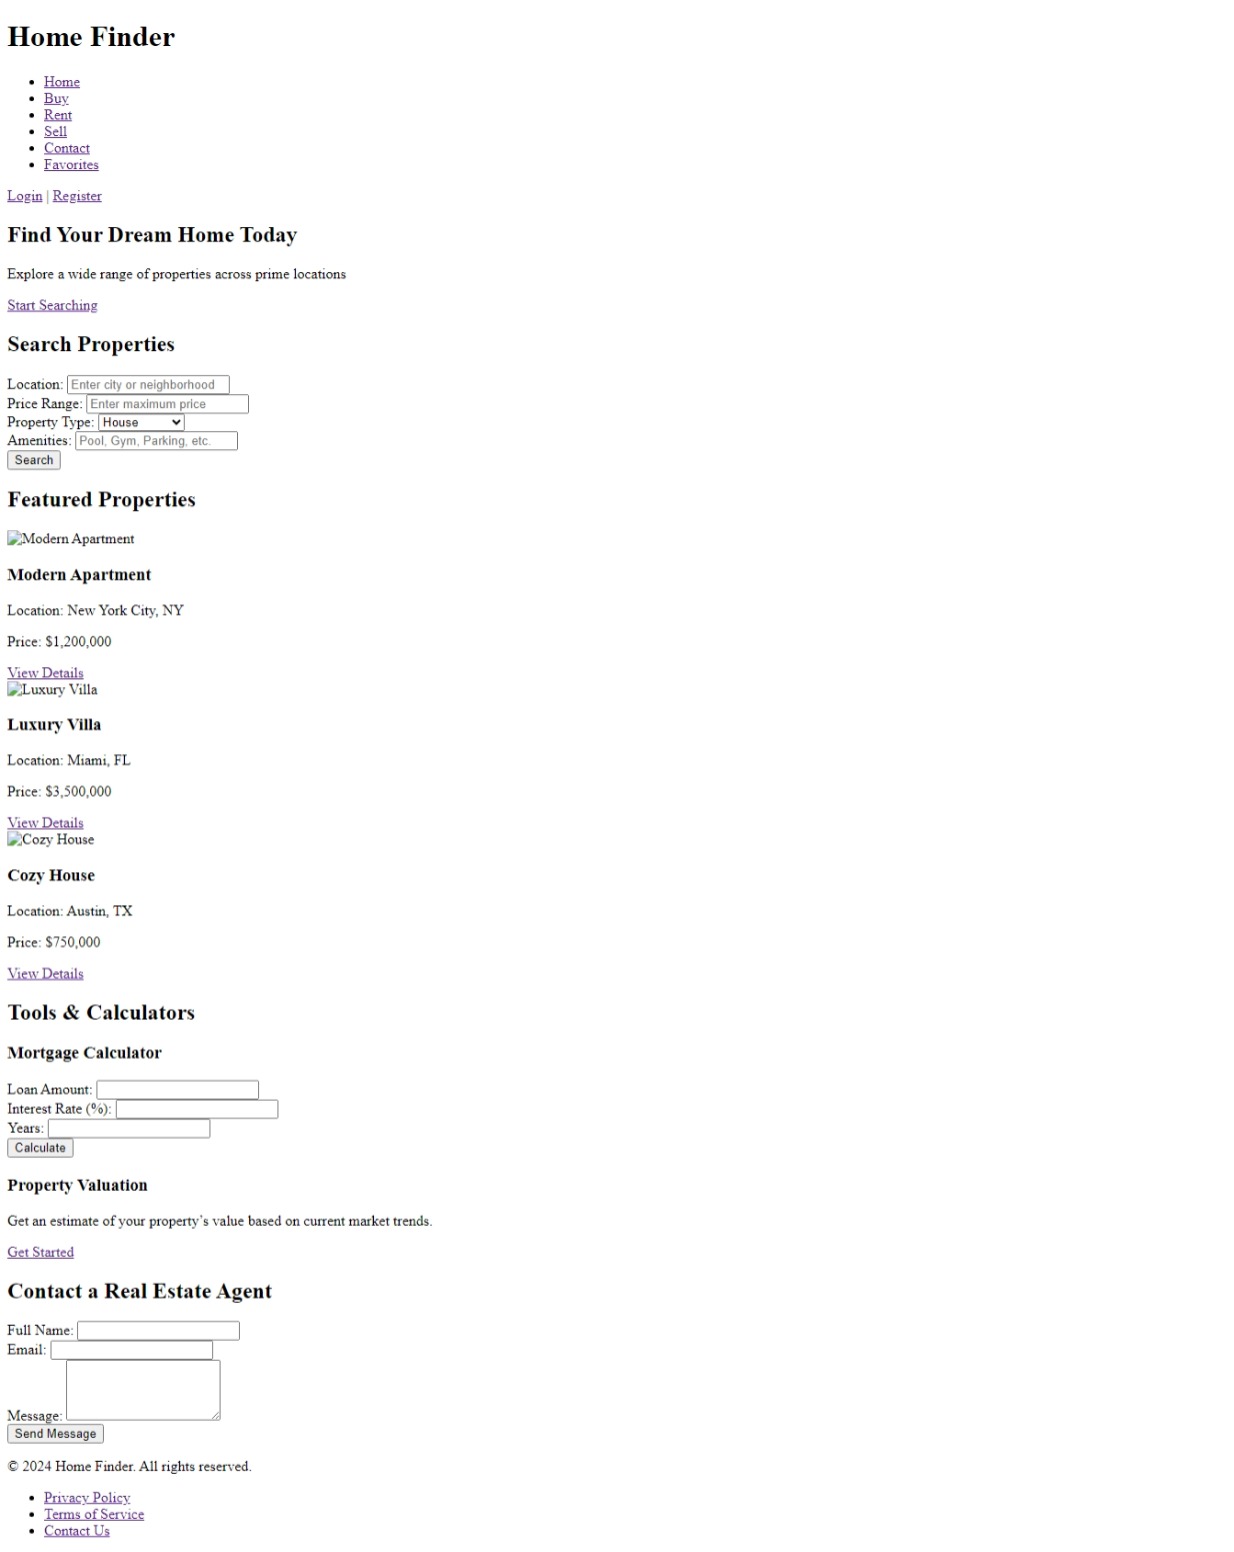 Home Finder
Home
Buy
Rent
Sell
Contact
Favorites
Login | Register
Find Your Dream Home Today
Explore a wide range of properties across prime locations
Start Searching
Search Properties
Location: Enter city or neighborhood
Price Range: Enter maximum price
Property Type: House
Amenities: Pool, Gym, Parking, etc.
Search
Featured Properties
Modern Apartment
Modern Apartment
Location: New York City, NY
Price: $1,200,000
View Details
Luxury Villa
Luxury Villa
Location: Miami, FL
Price: $3,500,000
View Details
Cozy House
Cozy House
Location: Austin, TX
Price: $750,000
View Details
Tools & Calculators
Mortgage Calculator
Loan Amount:
Interest Rate (%):
Years:
Calculate
Property Valuation
Get an estimate of your property’s value based on current market trends.
Get Started
Contact a Real Estate Agent
Full Name:
Email:
Message:
Send Message
© 2024 Home Finder. All rights reserved.
Privacy Policy
Terms of Service
Contact Us